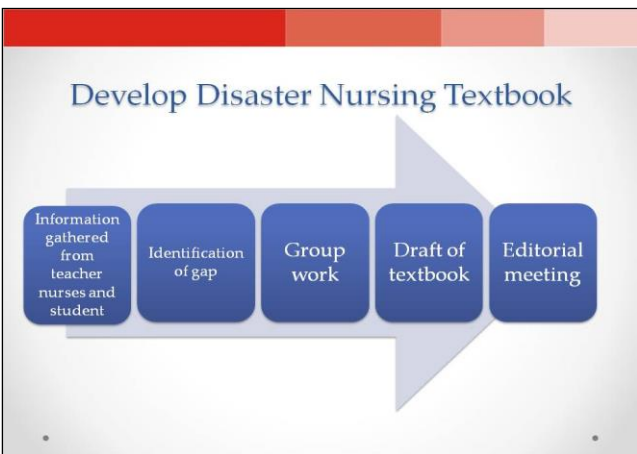 Develop Disaster Nursing Textbook
Information
gathered
from
teacher
nurses and
student
Identification
of gap
Group
work
Draft of
textbook
Editorial
meeting